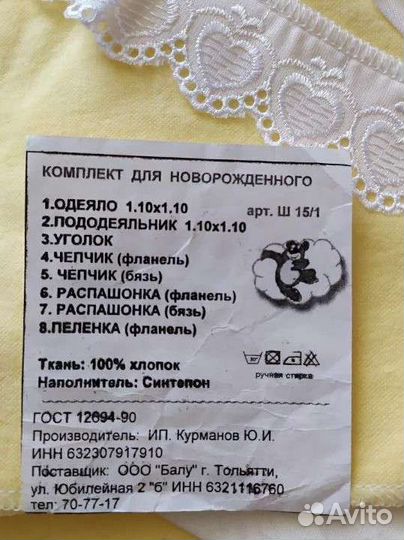 КОМПЛЕКТ ДЛЯ НОВОРОЖДЕННОГО
1.ОДЕЯЛО 1.10х1.10 арт. Ш 15/1
2.ПОДОДЕЯЛЬНИК 1.10х1.10
3.УГОЛОК
4.ЧЕПЧИК (фланель)
5. ЧЕПЧИК (бязь)
6. РАСПАШОНКА (фланель)
7. РАСПАШОНКА (бязь)
8.ПЕЛЕНКА (фланель)
Ткань: 100% хлопок
Наполнитель: Синтепон
ручная стирка
ГОСТ 12694-90
Производитель: ИП. Курманов Ю.И.
ИНН 632307917910
Поставщик: ООО "Балу" г. Тольятти,
ул. Юбилейная 2 "б" ИНН 6321116760
тел: 70-77-17
Avito